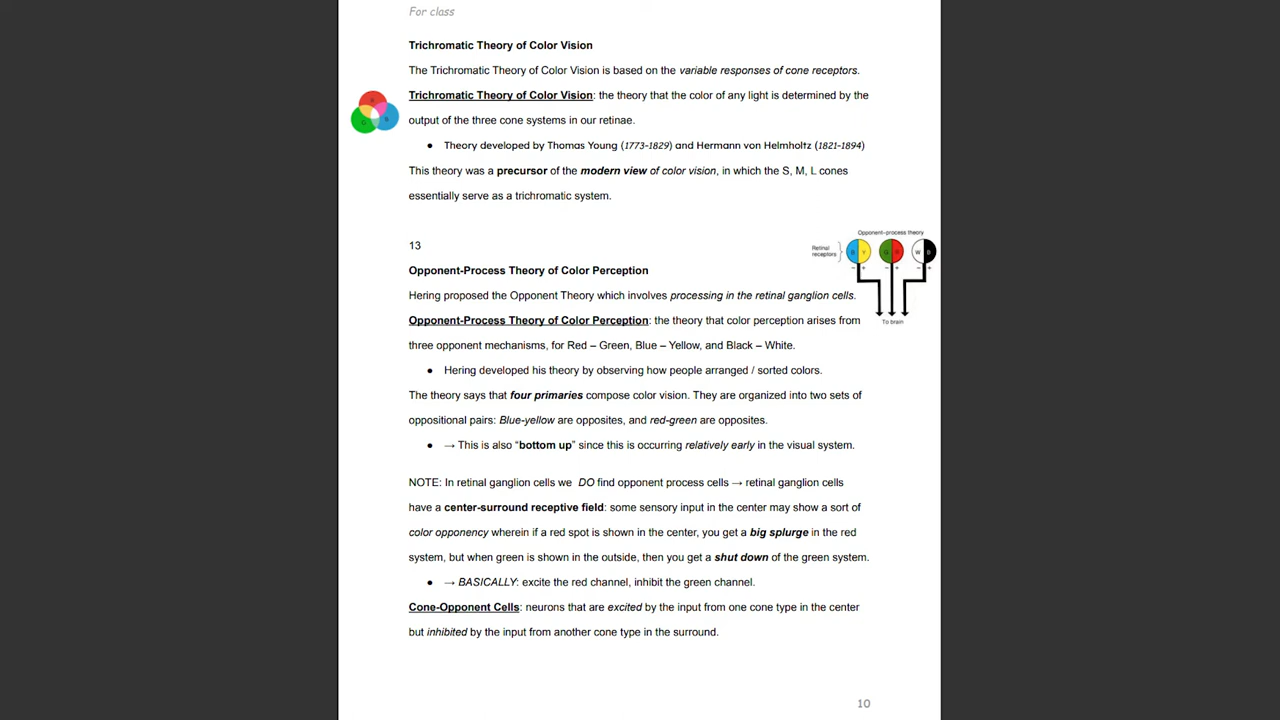 For class
Trichromatic Theory of Color Vision
The Trichromatic Theory of Color Vision is based on the variable responses of cone receptors.
Trichromatic Theory of Color Vision: the theory that the color of any light is determined by the
output of the three cone systems in our retinae.
● Theory developed by Thomas Young (1773-1829) and Hermann von Helmholtz (1821-1894)
This theory was a precursor of the modern view of color vision, in which the S, M, L cones
essentially serve as a trichromatic system.
13
Opponent-process theory
Retinal
receptors
B Y G R W B
− + − + − +
To brain
Opponent-Process Theory of Color Perception
Hering proposed the Opponent Theory which involves processing in the retinal ganglion cells.
Opponent-Process Theory of Color Perception: the theory that color perception arises from
three opponent mechanisms, for Red – Green, Blue – Yellow, and Black – White.
● Hering developed his theory by observing how people arranged / sorted colors.
The theory says that four primaries compose color vision. They are organized into two sets of
oppositional pairs: Blue-yellow are opposites, and red-green are opposites.
● → This is also “bottom up” since this is occurring relatively early in the visual system.
NOTE: In retinal ganglion cells we DO find opponent process cells → retinal ganglion cells
have a center-surround receptive field: some sensory input in the center may show a sort of
color opponency wherein if a red spot is shown in the center, you get a big splurge in the red
system, but when green is shown in the outside, then you get a shut down of the green system.
● → BASICALLY: excite the red channel, inhibit the green channel.
Cone-Opponent Cells: neurons that are excited by the input from one cone type in the center
but inhibited by the input from another cone type in the surround.
10